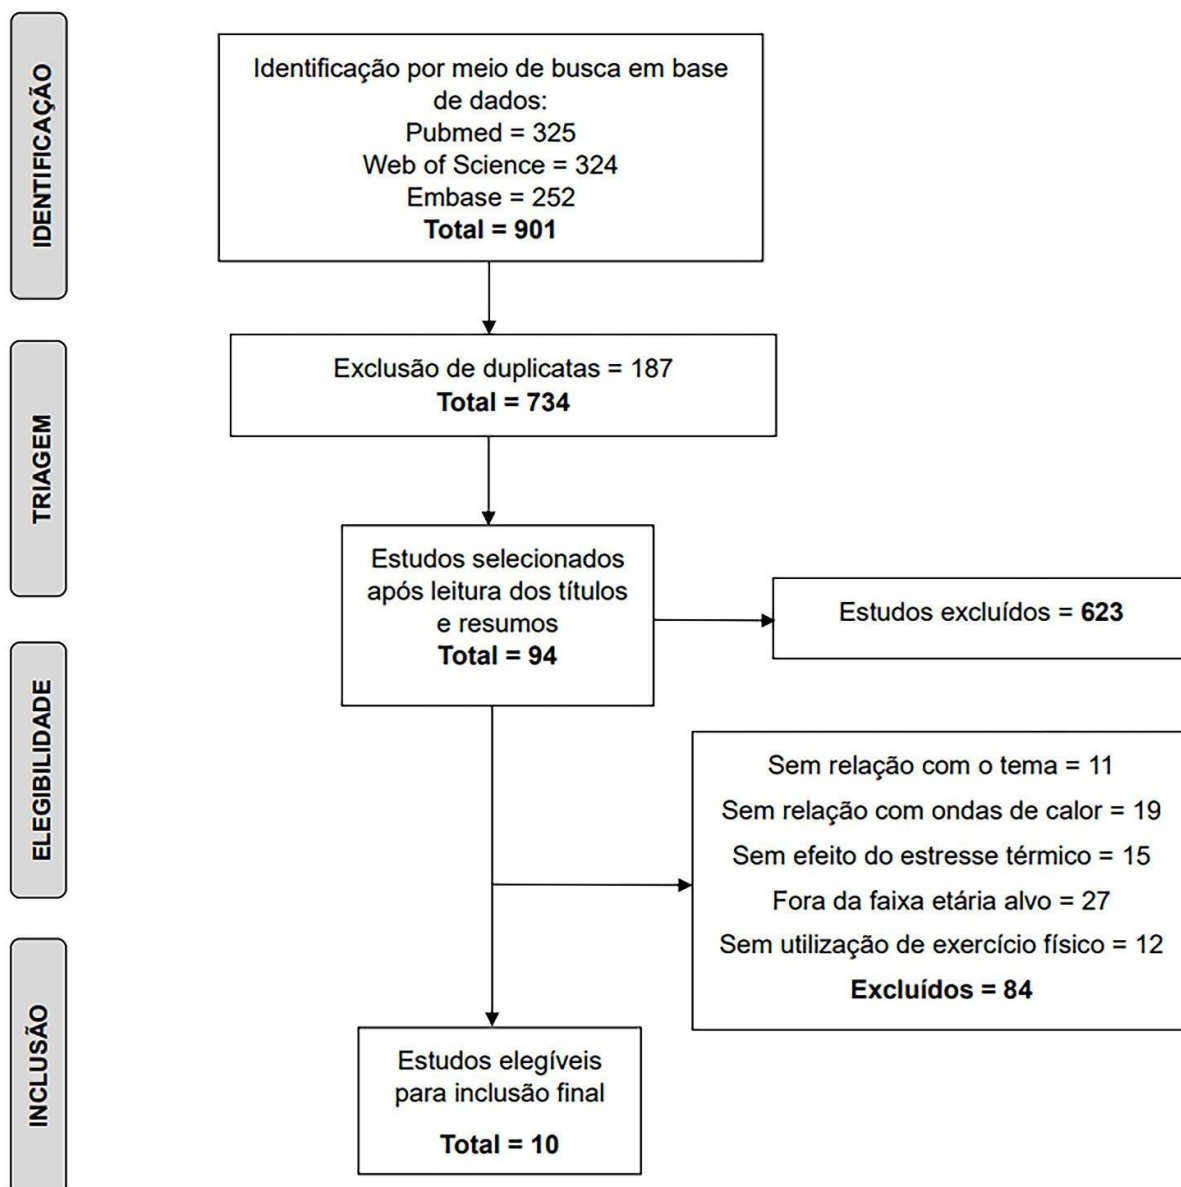 IDENTIFICAÇÃO
Identificação por meio de busca em base
de dados:
Pubmed = 325
Web of Science = 324
Embase = 252
Total = 901
TRIAGEM
Exclusão de duplicatas = 187
Total = 734
Estudos selecionados
após leitura dos títulos
e resumos
Total = 94
Estudos excluídos = 623
ELEGIBILIDADE
Sem relação com o tema = 11
Sem relação com ondas de calor = 19
Sem efeito do estresse térmico = 15
Fora da faixa etária alvo = 27
Sem utilização de exercício físico = 12
Excluídos = 84
INCLUSÃO
Estudos elegíveis
para inclusão final
Total = 10